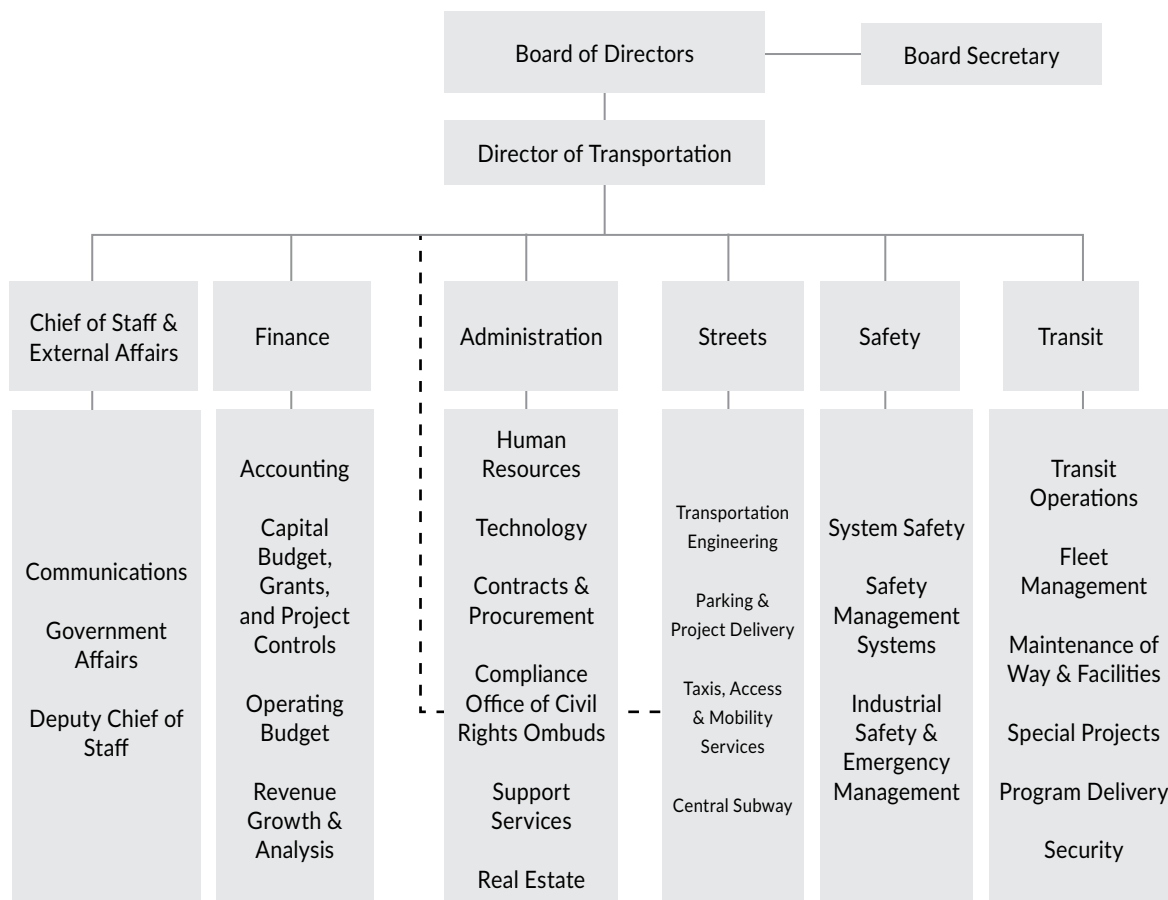 Board of Directors
Board Secretary
Director of Transportation
Chief of Staff &
External Affairs
Finance
Administration
Streets
Safety
Transit
Communications
Government
Affairs
Deputy Chief of
Staff
Accounting
Capital
Budget,
Grants,
and Project
Controls
Operating
Budget
Revenue
Growth &
Analysis
Human
Resources
Technology
Contracts &
Procurement
Compliance
Office of Civil
Rights Ombuds
Support
Services
Real Estate
Transportation
Engineering
Parking &
Project Delivery
Taxis, Access
& Mobility
Services
Central Subway
System Safety
Safety
Management
Systems
Industrial
Safety &
Emergency
Management
Transit
Operations
Fleet
Management
Maintenance of
Way & Facilities
Special Projects
Program Delivery
Security